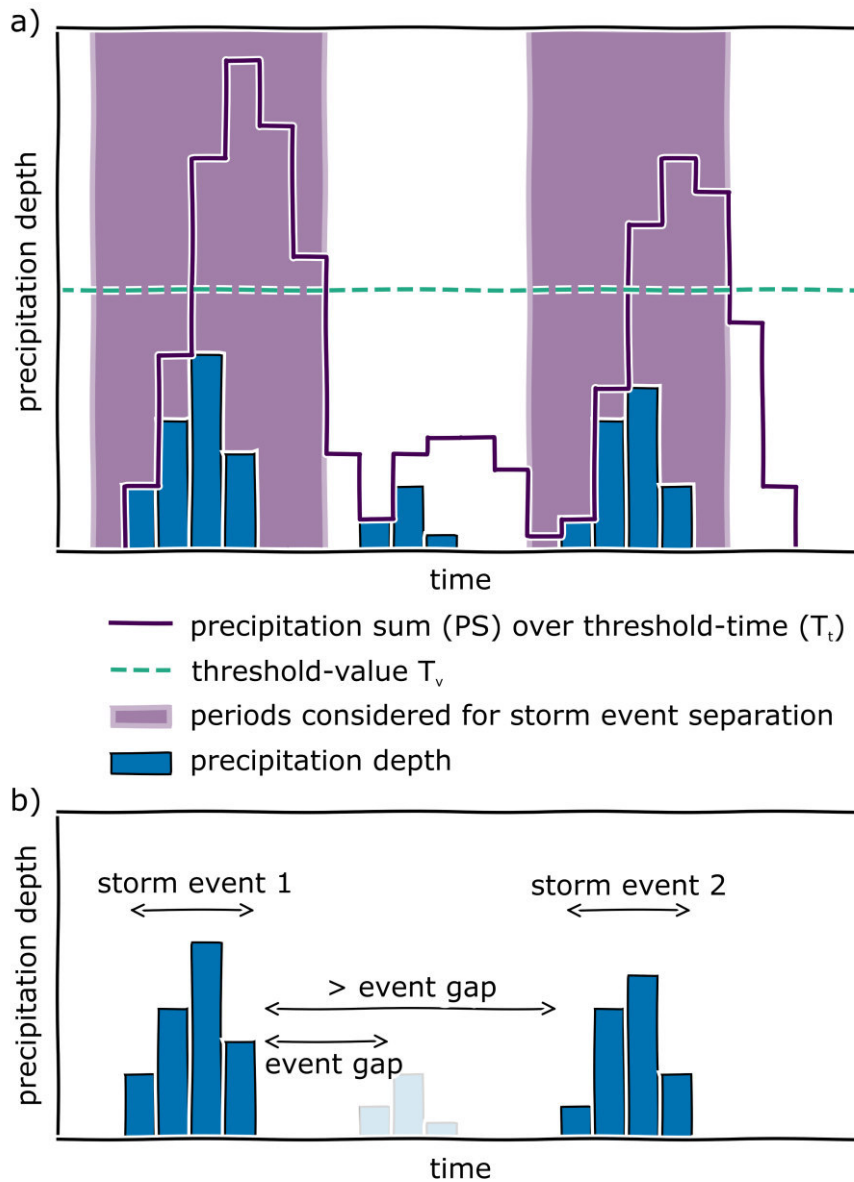 a)
precipitation depth
time
precipitation sum (PS) over threshold-time (Tt)
threshold-value Tv
periods considered for storm event separation
precipitation depth
b)
precipitation depth
storm event 1
storm event 2
> event gap
event gap
time